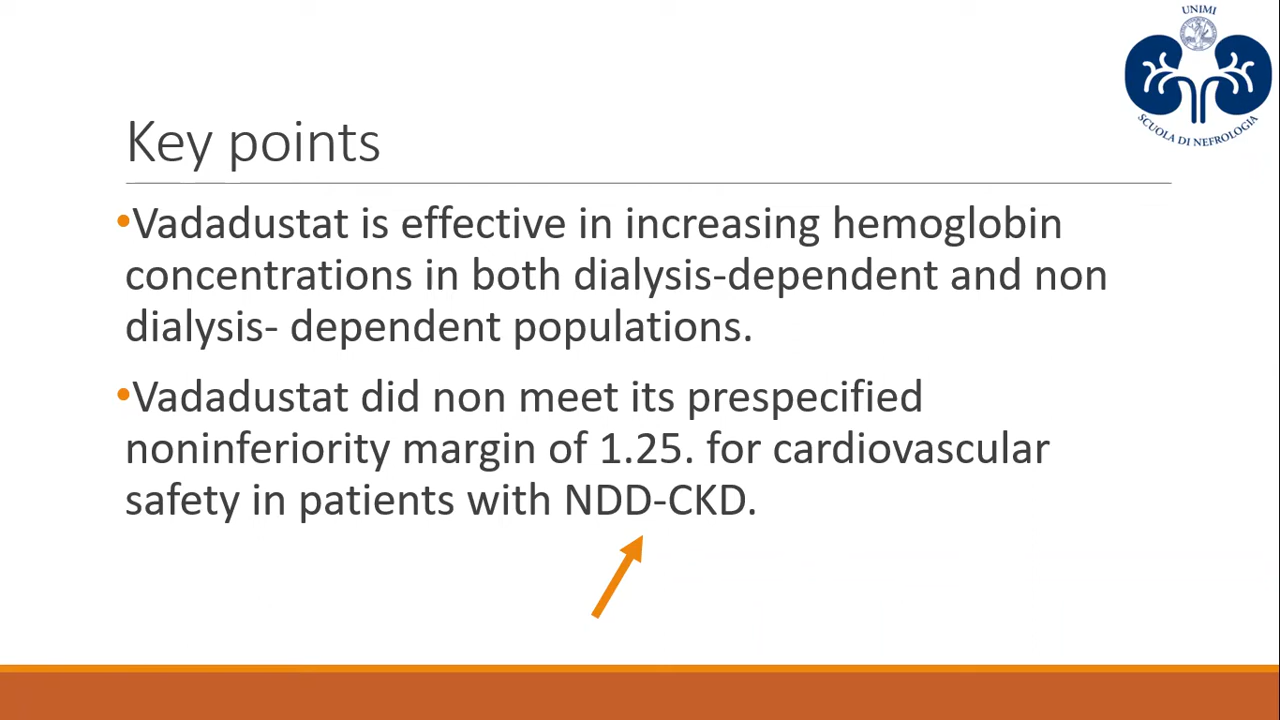 UNIMI
SCUOLA DI NEFROLOGIA
Key points
•Vadadustat is effective in increasing hemoglobin
concentrations in both dialysis-dependent and non
dialysis- dependent populations.
•Vadadustat did non meet its prespecified
noninferiority margin of 1.25. for cardiovascular
safety in patients with NDD-CKD.